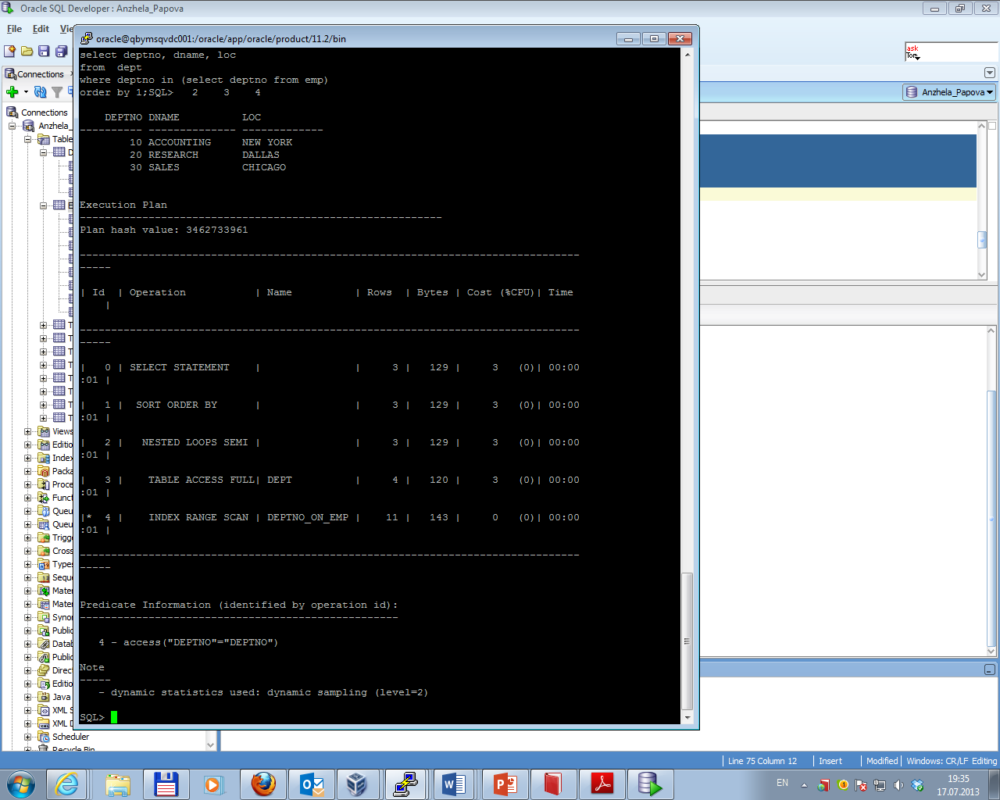 Oracle SQL Developer : Anzhela_Papova
File Edit
oracle@qbymsqvdc001:/oracle/app/oracle/product/11.2/bin
ask
Tom
Connections
Anzhela_Papova
Connections
Anzhela_
Table
select deptno, dname, loc
from  dept
where deptno in (select deptno from emp)
order by 1;SQL>   2    3    4
    DEPTNO DNAME          LOC
---------- -------------- -------------
        10 ACCOUNTING     NEW YORK
        20 RESEARCH       DALLAS
        30 SALES          CHICAGO
Execution Plan
----------------------------------------------------------
Plan hash value: 3462733961
--------------------------------------------------------------------------------
-----
| Id  | Operation           | Name          | Rows  | Bytes | Cost (%CPU)| Time
    |
--------------------------------------------------------------------------------
-----
|   0 | SELECT STATEMENT    |               |     3 |   129 |     3   (0)| 00:00
:01 |
|   1 |  SORT ORDER BY      |               |     3 |   129 |     3   (0)| 00:00
:01 |
|   2 |   NESTED LOOPS SEMI |               |     3 |   129 |     3   (0)| 00:00
:01 |
|   3 |    TABLE ACCESS FULL| DEPT          |     4 |   120 |     3   (0)| 00:00
:01 |
|*  4 |    INDEX RANGE SCAN | DEPTNO_ON_EMP |    11 |   143 |     0   (0)| 00:00
:01 |
--------------------------------------------------------------------------------
-----
Predicate Information (identified by operation id):
---------------------------------------------------
   4 - access("DEPTNO"="DEPTNO")
Note
-----
   - dynamic statistics used: dynamic sampling (level=2)
SQL>
Views
Editio
Index
Packa
Proce
Funct
Queu
Queu
Trigg
Cross
Types
Seque
Mater
Mater
Synor
Public
Datab
Public
Direct
Editio
Java
XML S
XML D
Scheduler
Recycle Bin
Line 75 Column 12 | Insert | Modified | Windows: CR/LF Editing
EN
19:35
17.07.2013